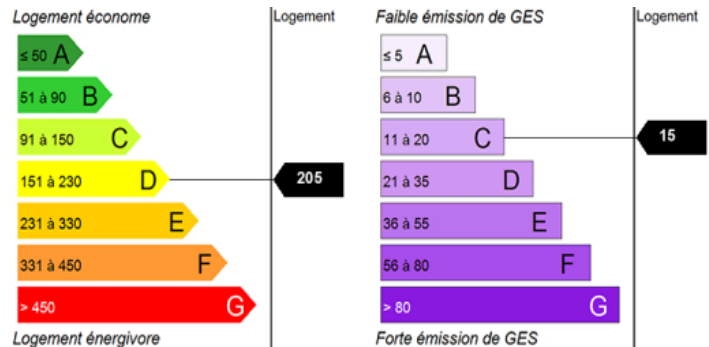 Logement économe
Logement
≤ 50 A
51 à 90 B
91 à 150 C
151 à 230 D
205
231 à 330 E
331 à 450 F
> 450 G
Logement énergivore
Faible émission de GES
Logement
≤ 5 A
6 à 10 B
11 à 20 C
15
21 à 35 D
36 à 55 E
56 à 80 F
> 80 G
Forte émission de GES